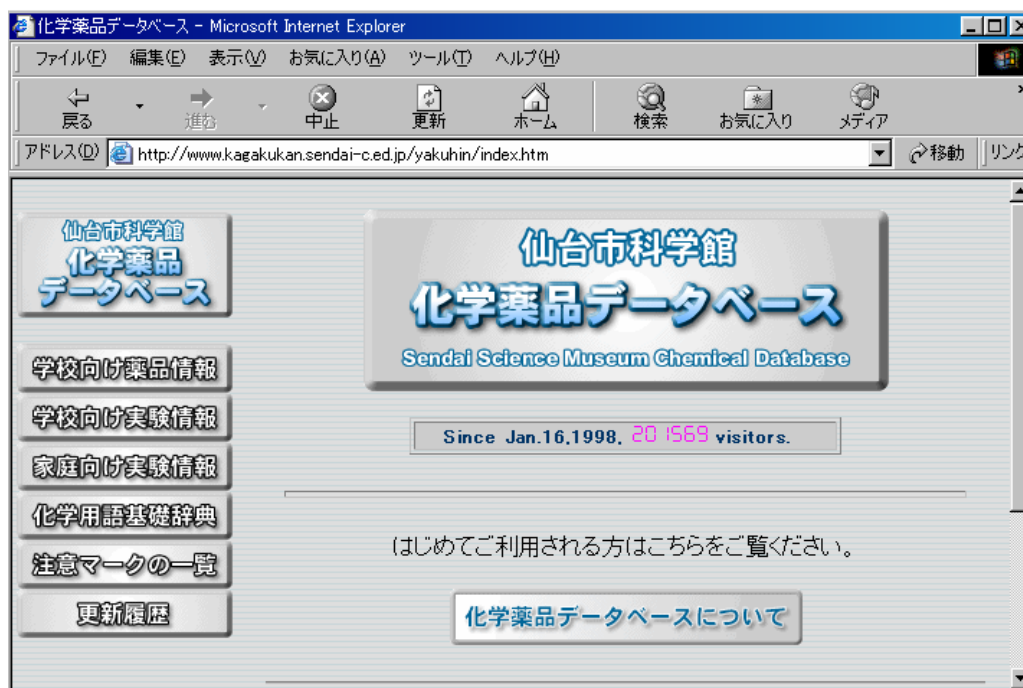 化学薬品データベース - Microsoft Internet Explorer
ファイル(F) 編集(E) 表示(V) お気に入り(A) ツール(T) ヘルプ(H)
戻る 進む 中止 更新 ホーム 検索 お気に入り メディア
アドレス(D) http://www.kagakukan.sendai-c.ed.jp/yakuhin/index.htm 移動 リンク
仙台市科学館
化学薬品
データベース
学校向け薬品情報
学校向け実験情報
家庭向け実験情報
化学用語基礎辞典
注意マークの一覧
更新履歴
仙台市科学館
化学薬品データベース
Sendai Science Museum Chemical Database
Since Jan.16,1998, 201569 visitors.
はじめてご利用される方はこちらをご覧ください。
化学薬品データベースについて